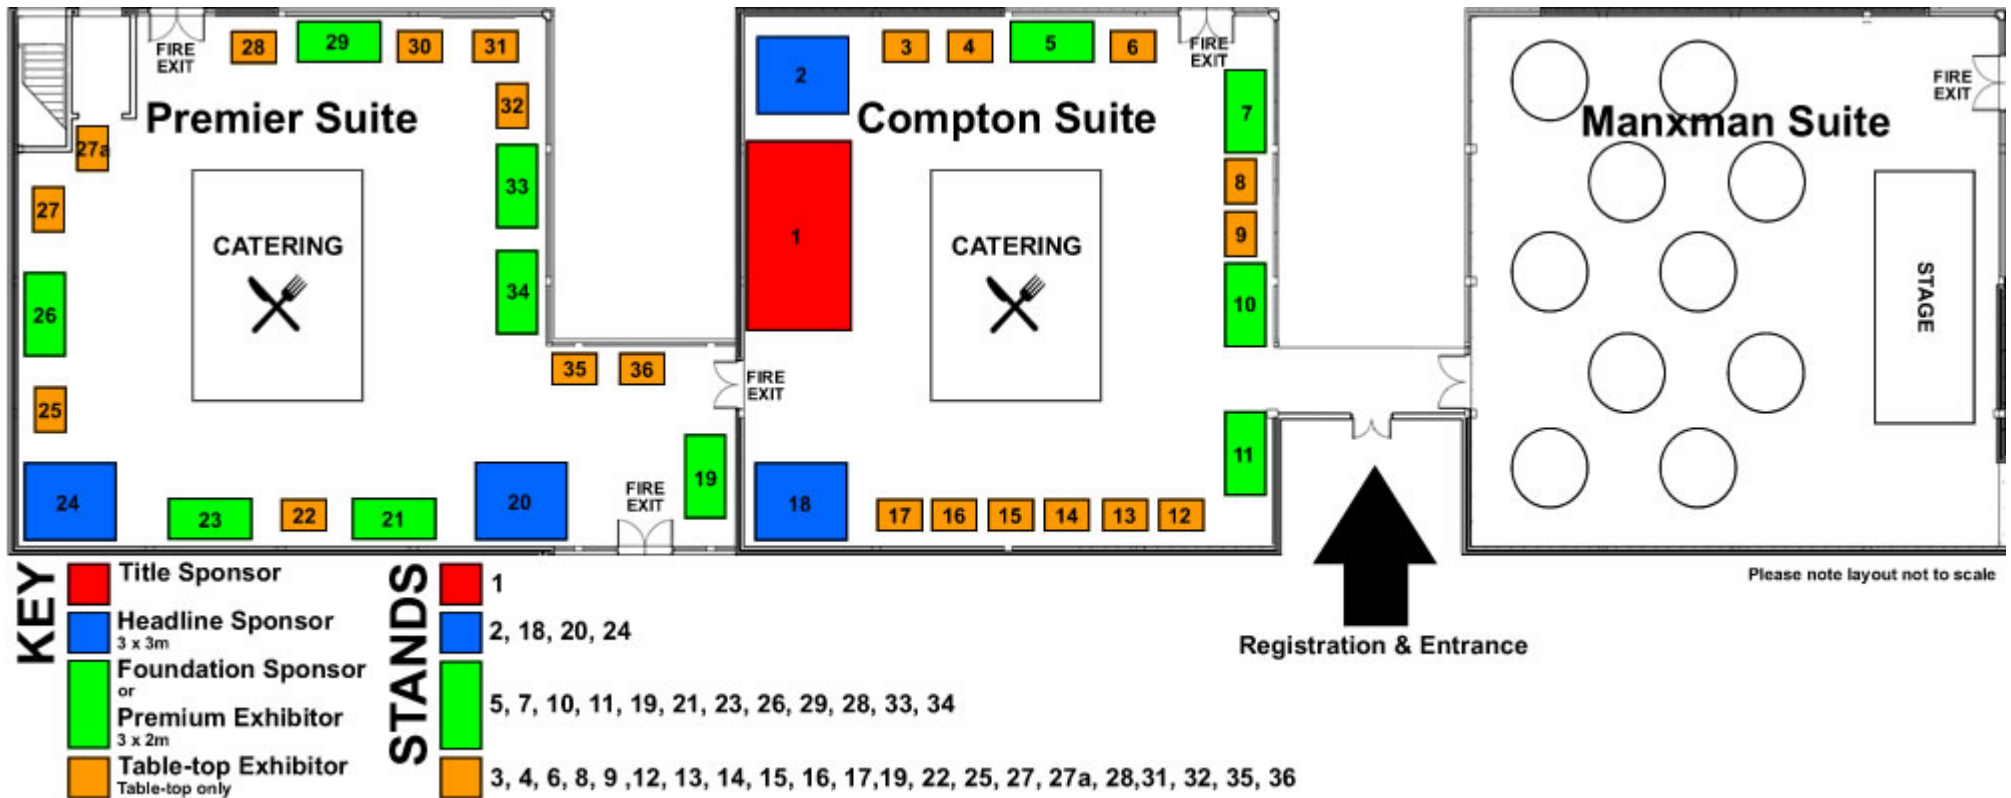 28
29
30
31
FIRE
EXIT
32
Premier Suite
27a
33
27
CATERING
34
26
35
36
25
19
24
23
22
21
20
FIRE
EXIT
2
3
4
5
6
FIRE
EXIT
7
Compton Suite
8
1
9
CATERING
10
FIRE
EXIT
11
18
17
16
15
14
13
12
FIRE
EXIT
Manxman Suite
STAGE
Please note layout not to scale
Registration & Entrance
KEY
Title Sponsor
Headline Sponsor
3 x 3m
Foundation Sponsor
or
Premium Exhibitor
3 x 2m
Table-top Exhibitor
Table-top only
STANDS
1
2, 18, 20, 24
5, 7, 10, 11, 19, 21, 23, 26, 29, 28, 33, 34
3, 4, 6, 8, 9 ,12, 13, 14, 15, 16, 17,19, 22, 25, 27, 27a, 28,31, 32, 35, 36